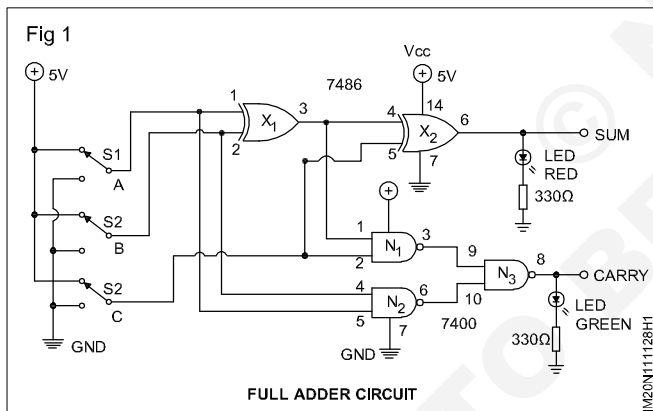 Fig 1
5V
Vcc
5V
7486
1
2
3
X1
4
5
14
6
X2
7
SUM
LED
RED
330Ω
S1
A
S2
B
S2
C
GND
1
2
3
N1
4
5
6
N2
7
GND
7400
9
10
8
N3
CARRY
LED
GREEN
330Ω
FULL ADDER CIRCUIT
IM20N111128H1
© N
TO BE